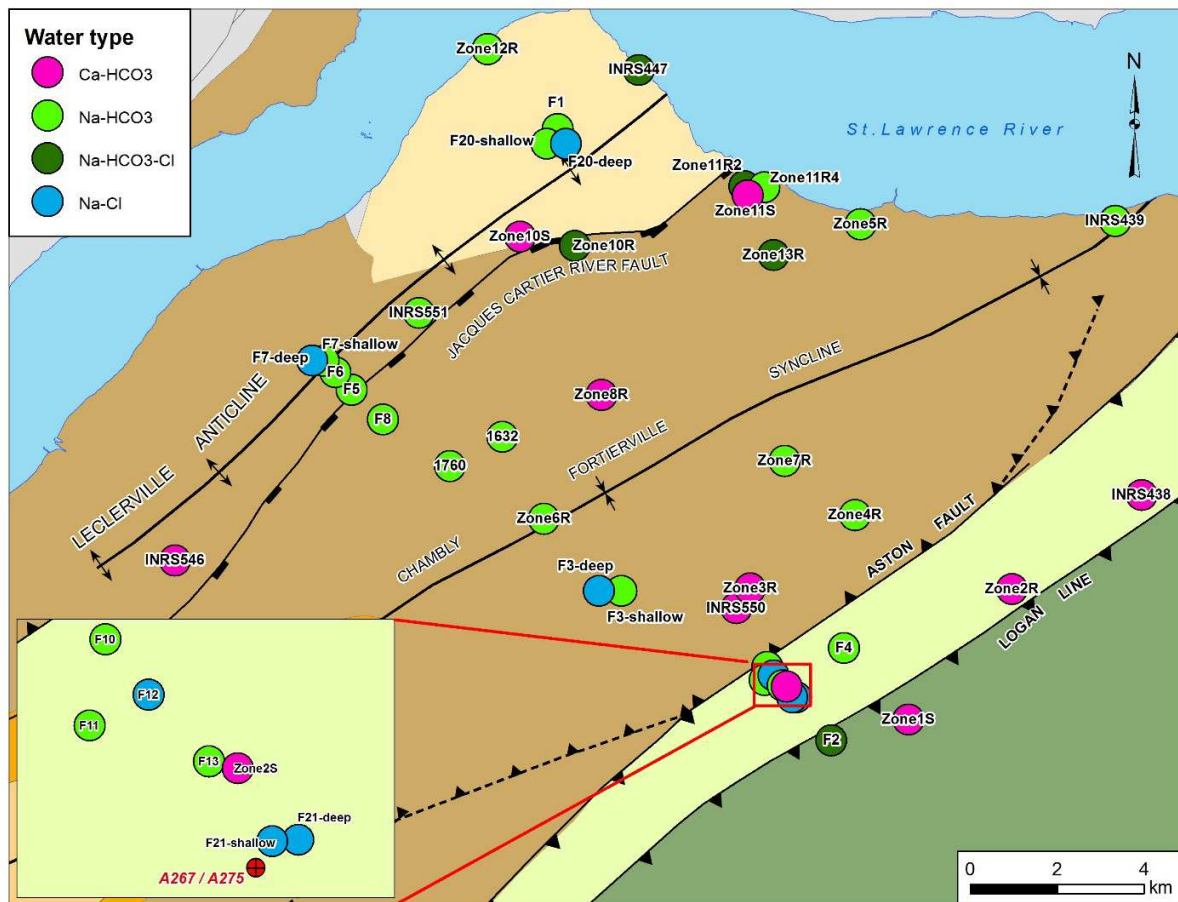 Water type
Ca-HCO3
Na-HCO3
Na-HCO3-Cl
Na-Cl
Zone12R
INRS447
N
F1
F20-shallow
F20-deep
St.Lawrence River
Zone11R2
Zone11R4
Zone11S
Zone5R
INRS439
Zone10S
Zone10R
Zone13R
JACQUES CARTIER RIVER FAULT
INRS551
F7-shallow
F7-deep
F6
F5
F8
Zone8R
1632
1760
LECLERVILLE ANTICLINE
CHAMBLY FORTIERVILLE SYNCLINE
Zone7R
Zone6R
Zone4R
INRS438
INRS546
ASTON FAULT
F3-deep
F3-shallow
Zone3R
INRS550
Zone2R
LOGAN LINE
F4
Zone1S
F2
F10
F12
F11
F13
Zone2S
F21-deep
F21-shallow
A267 / A275
0 2 4
km